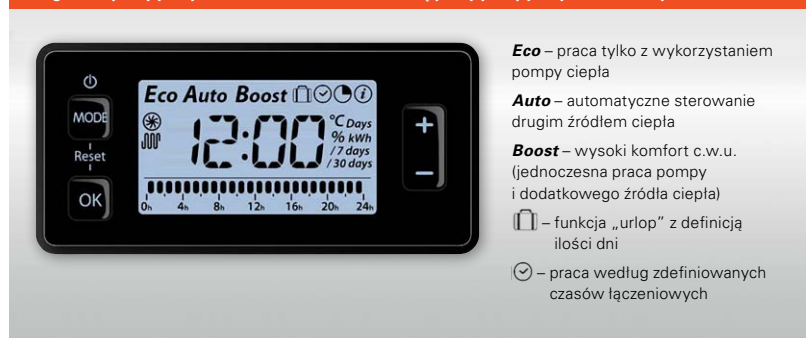 Eco Auto Boost
MODE
Reset
OK
12:00
°C Days
% kWh
/7 days
/30 days
0h 4h 8h 12h 16h 20h 24h
+
–
Eco – praca tylko z wykorzystaniem
pompy ciepła
Auto – automatyczne sterowanie
drugim źródłem ciepła
Boost – wysoki komfort c.w.u.
(jednoczesna praca pompy
i dodatkowego źródła ciepła)
– funkcja „urlop” z definicją
ilości dni
– praca według zdefiniowanych
czasów łączeniowych